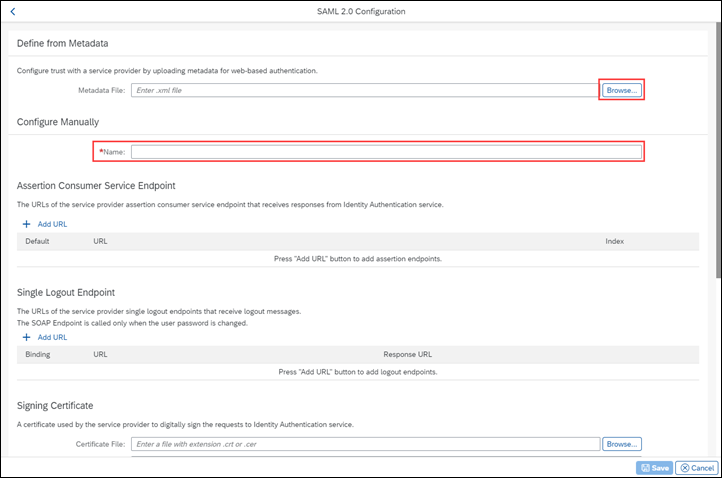 SAML 2.0 Configuration
Define from Metadata
Configure trust with a service provider by uploading metadata for web-based authentication.
Metadata File: Enter .xml file Browse...
Configure Manually
*Name:
Assertion Consumer Service Endpoint
The URLs of the service provider assertion consumer service endpoint that receives responses from Identity Authentication service.
+ Add URL
Default URL Index
Press "Add URL" button to add assertion endpoints.
Single Logout Endpoint
The URLs of the service provider single logout endpoints that receive logout messages.
The SOAP Endpoint is called only when the user password is changed.
+ Add URL
Binding URL Response URL
Press "Add URL" button to add logout endpoints.
Signing Certificate
A certificate used by the service provider to digitally sign the requests to Identity Authentication service.
Certificate File: Enter a file with extension .crt or .cer Browse...
Save Cancel